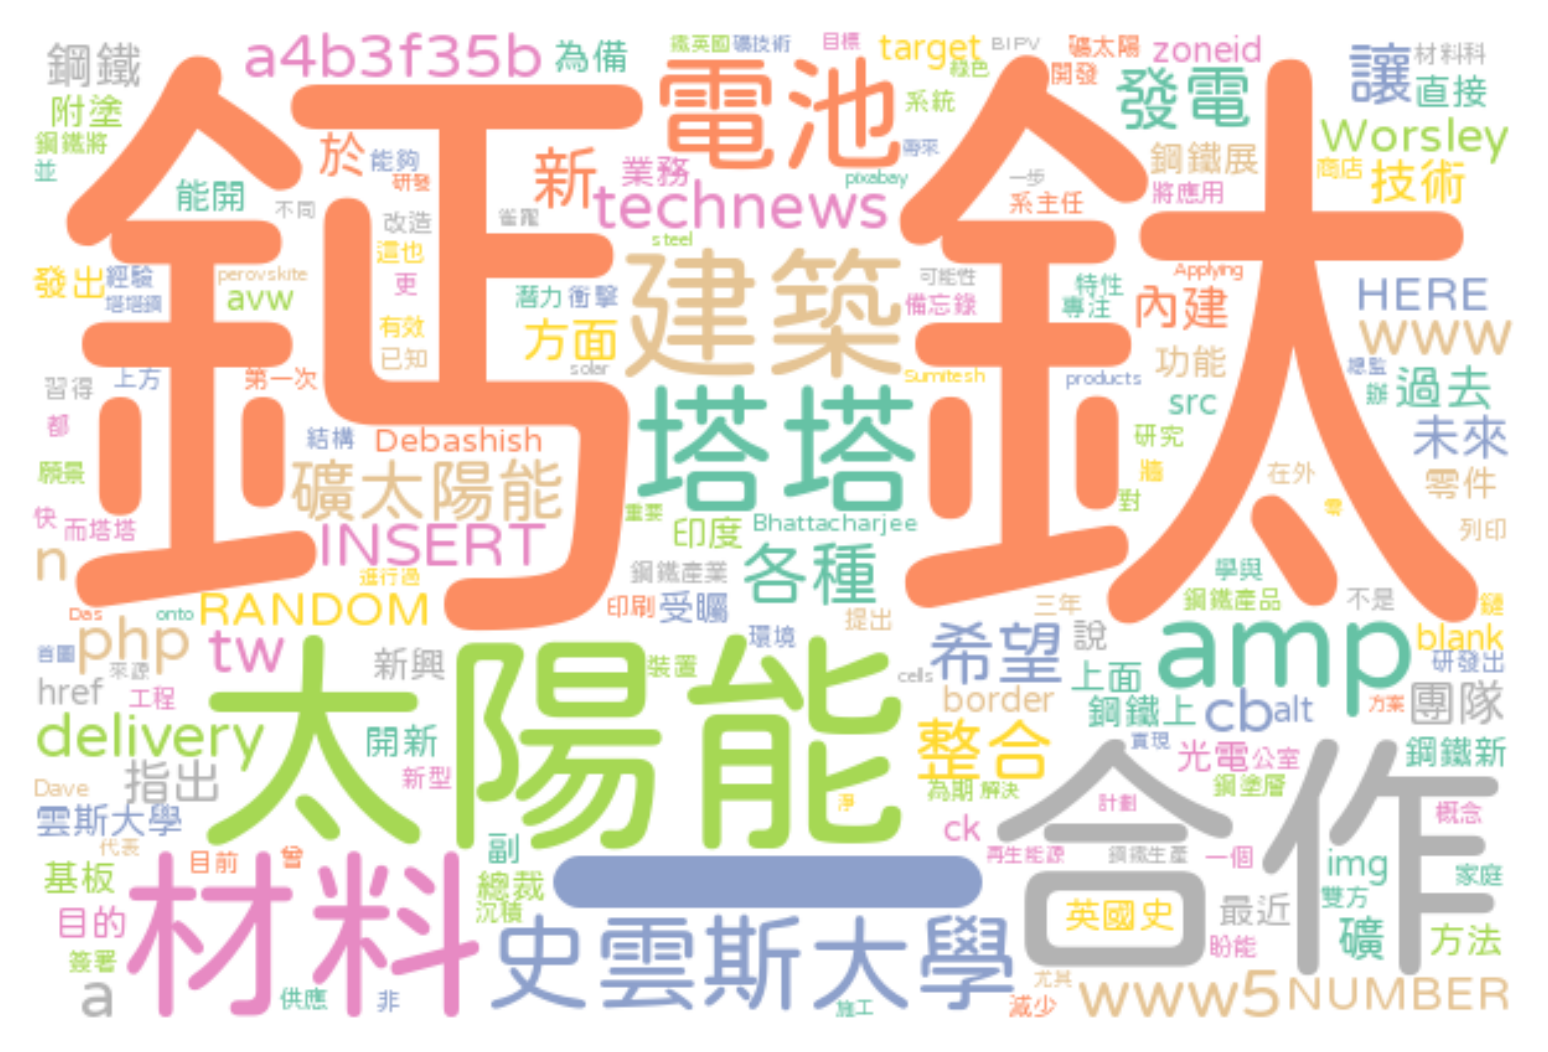 鋼鐵
a4b3f35b
為備
鐵英國
礦技術
目標
target
BIPV
綠色
礦太陽
zoneid
開發
讓
材料科
直接
附塗
鋼鐵將
並
鈣
電池
系統
鈦
發電
Worsley
於
能夠
研發
新
業務
帶來
pixabay
鋼鐵展
商店
技術
能開
不同
改造
雀躍
technews
一步
系主任
將應用
這也
steel
發出
經驗
perovskite
塔塔鋼
avw
更
潛力
衝擊
建築
可能性
備忘錄
Applying
特性
專注
內建
HERE
www
有效
已知
方面
solar
功能
習得
上方
第一次
Sumitesh
products
總監
辦
過去
src
都
結構
Debashish
塔塔
研究
未來
願景
礦太陽能
牆
在外
零件
快
而塔塔
INSERT
重要
印度
Bhattacharjee
對
零
列印
n
進行過
鋼鐵產業
各種
學與
Das
onto
RANDOM
印刷
受矚
提出
三年
鋼鐵產品
不是
鏈
首圖
php
來源
tw
新興
太陽能
裝置
環境
cells
希望
說
amp
blank
研發出
href
工程
border
上面
鋼鐵上
cb
alt
方案
團隊
delivery
開新
整合
實現
光電
公室
鋼鐵新
Dave
指出
新型
淨
為期
解決
合作
計劃
鋼塗層
概念
雲斯大學
代表
目前
曾
副
ck
再生能源
鋼鐵生產
一個
img
家庭
基板
材料
總裁
沉積
英國史
最近
雙方
目的
史雲斯大學
盼能
礦
方法
簽署
a
供應
非
施工
尤其
減少
www5
NUMBER